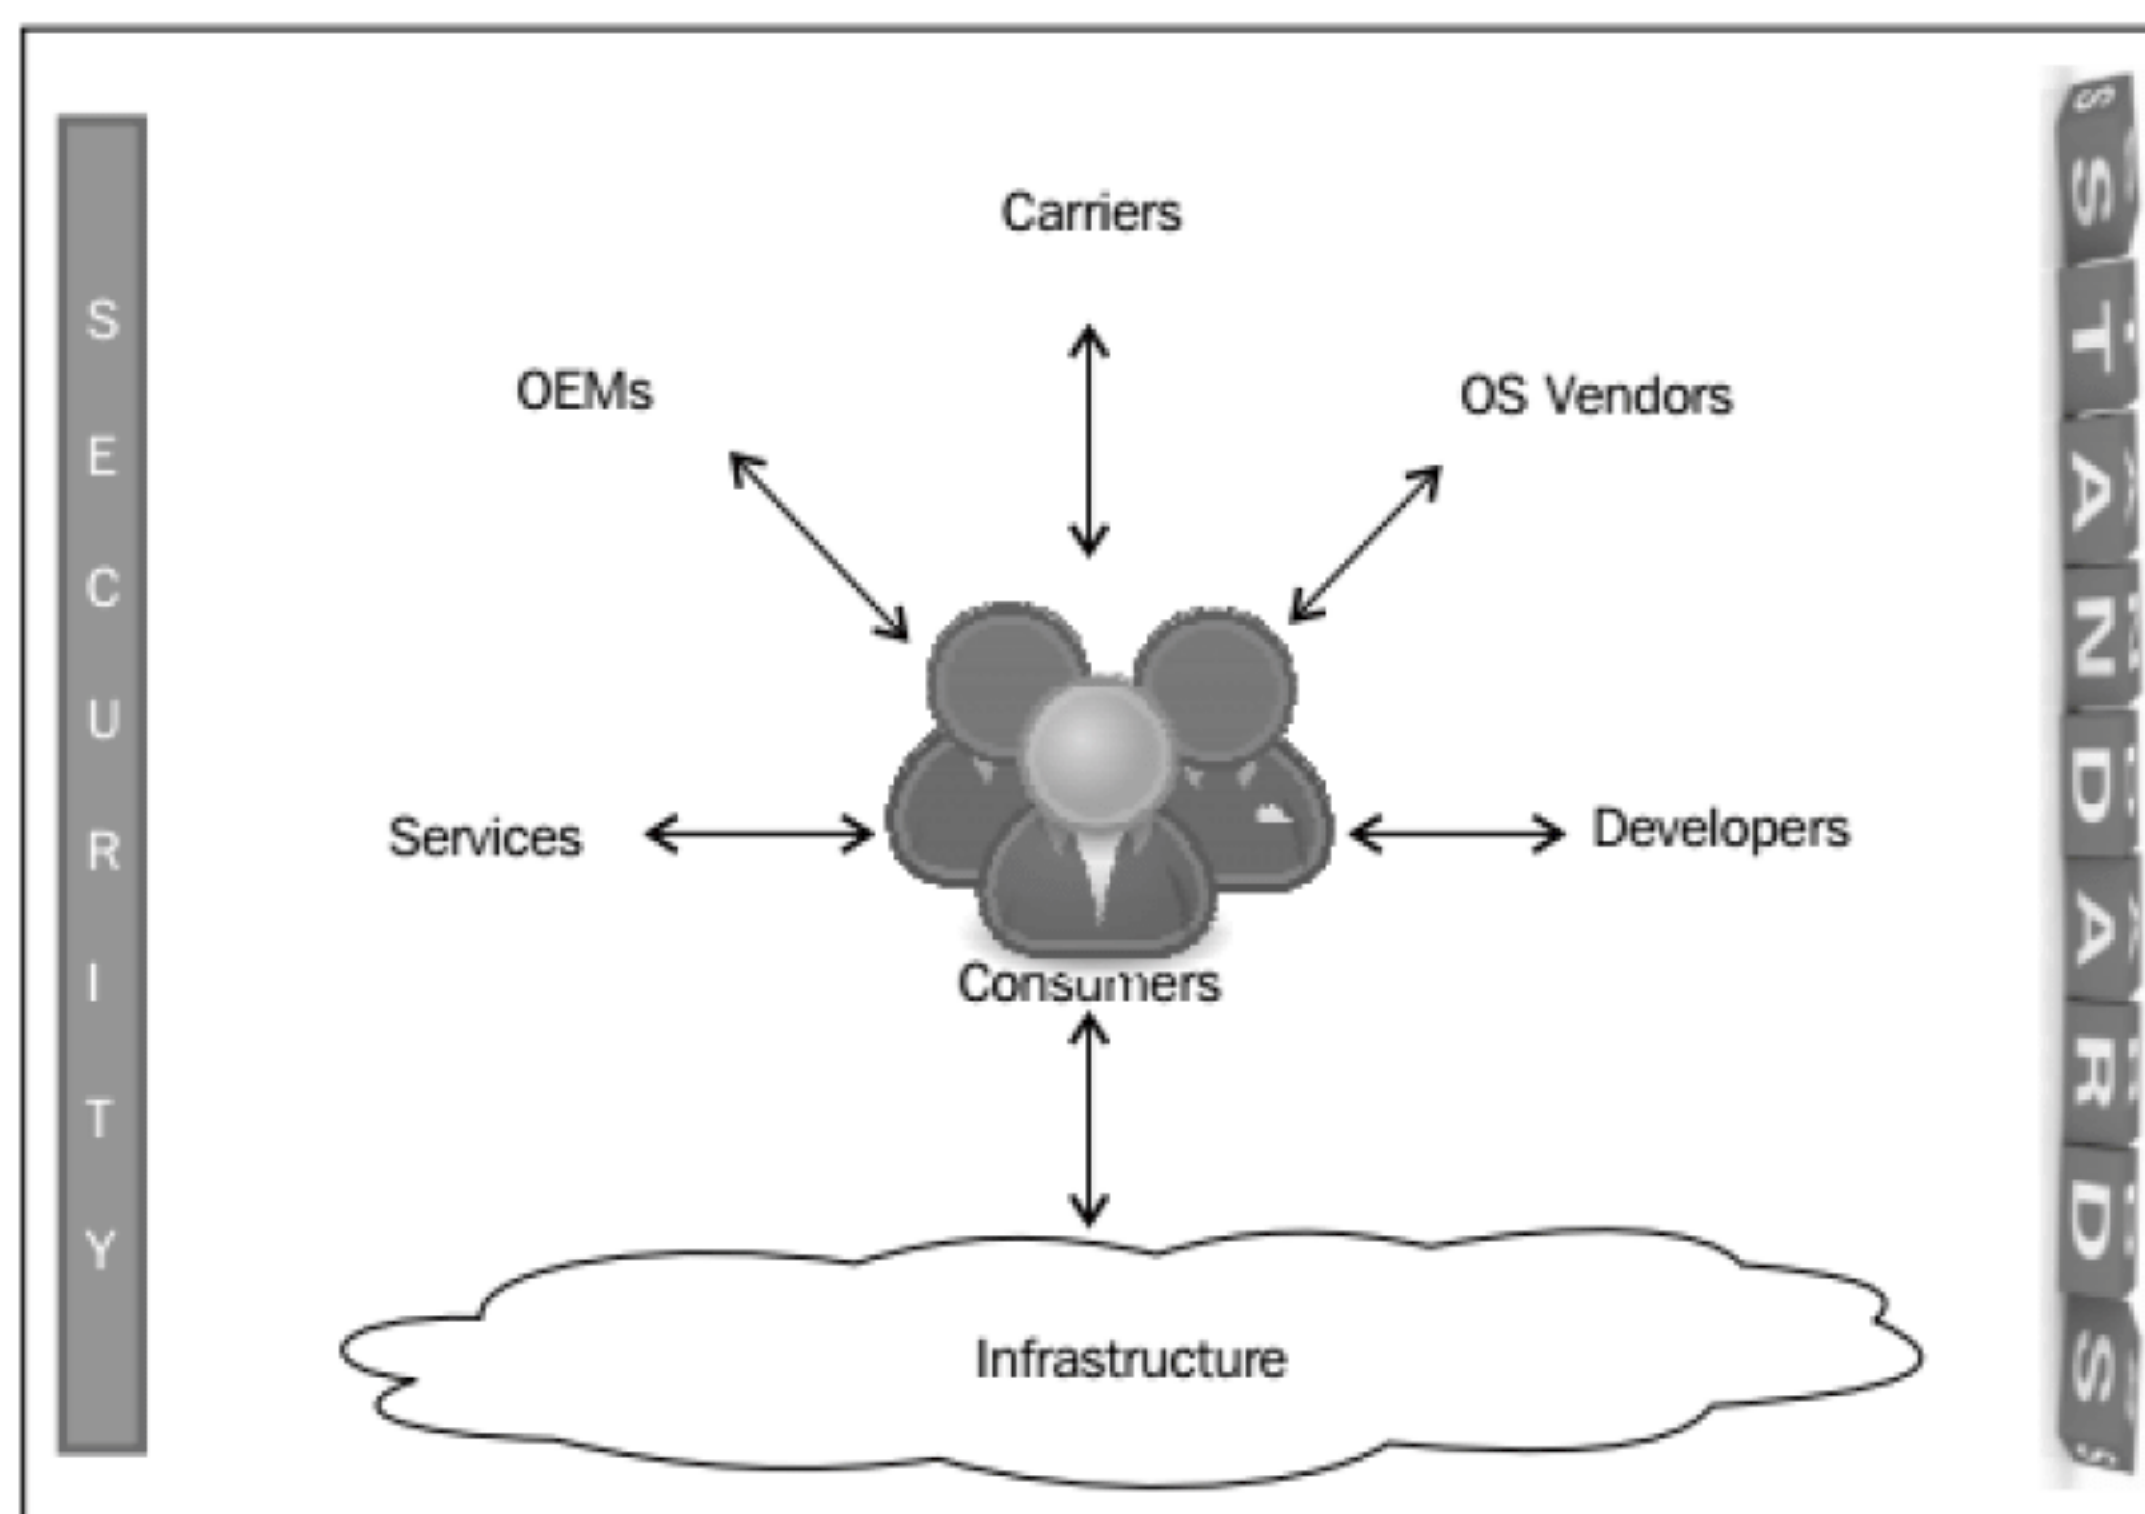 SECURITY
Carriers
OEMs
OS Vendors
Services
Developers
Consumers
Infrastructure
STANDARDS